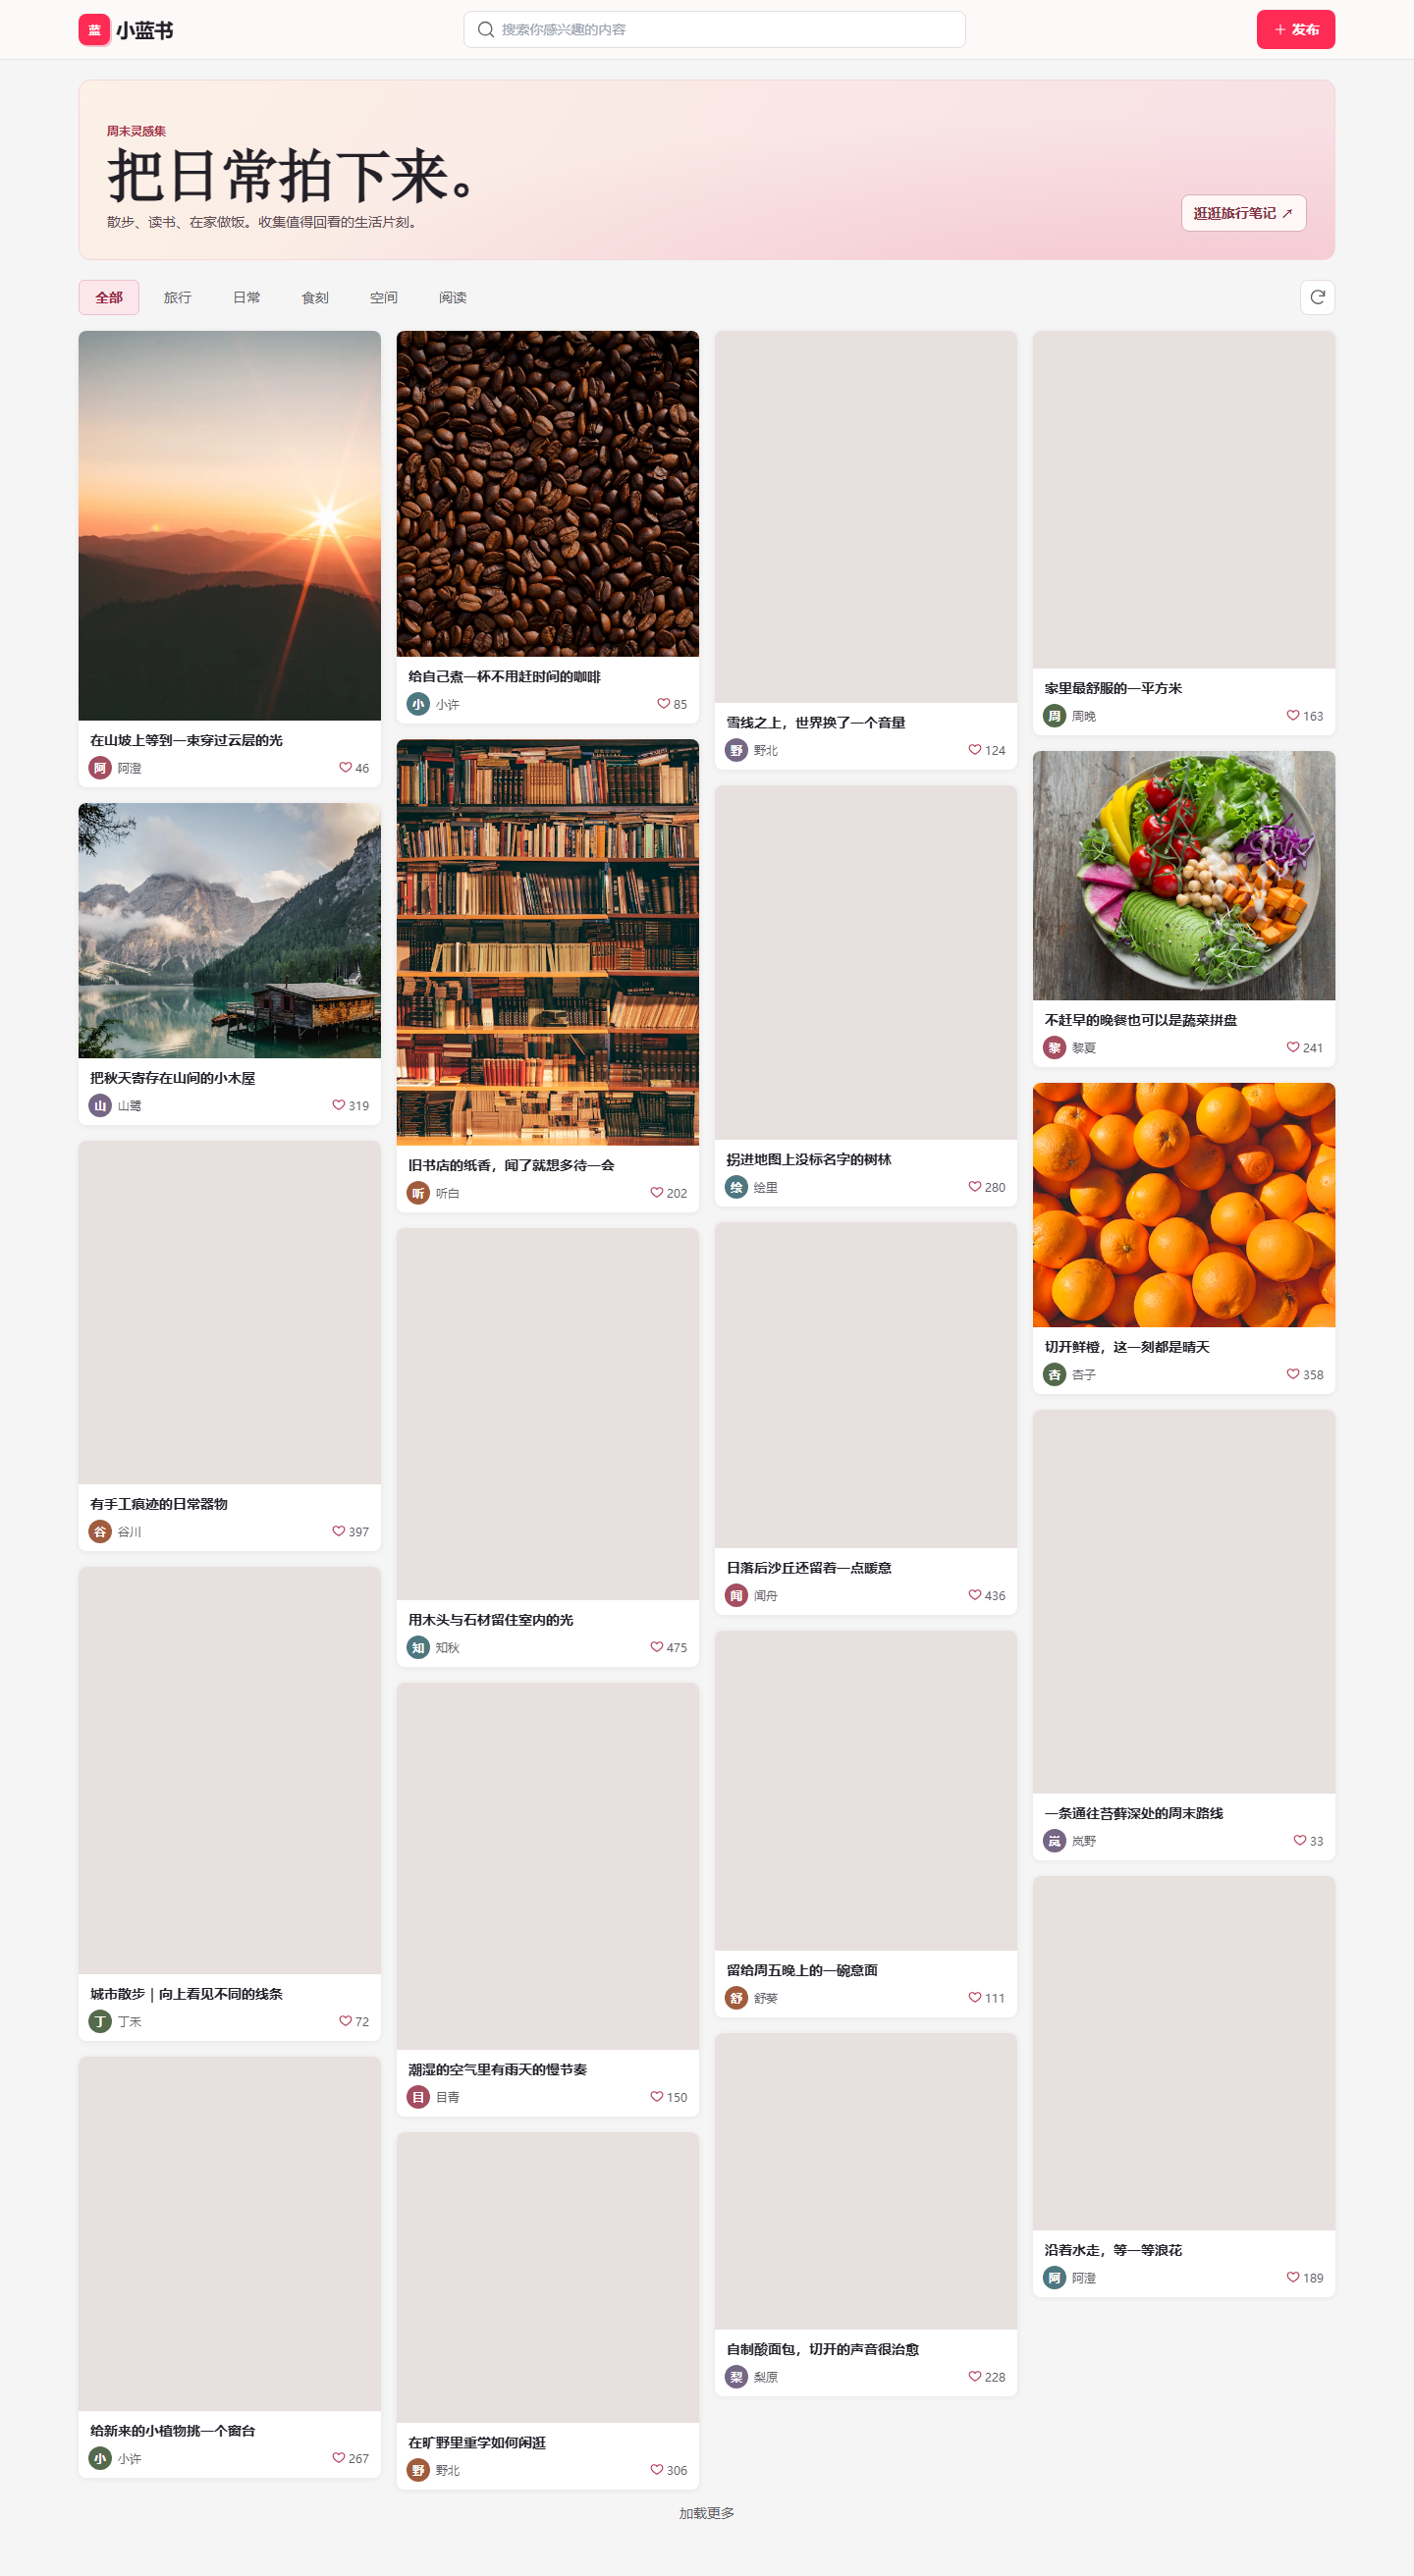 蓝 小蓝书
搜索你感兴趣的内容
+ 发布
周末灵感集
把日常拍下来。
散步、读书、在家做饭。收集值得回看的生活片刻。
逛逛旅行笔记 ↗
全部 旅行 日常 食刻 空间 阅读
在山坡上等到一束穿过云层的光
阿 阿澄 46
把秋天寄存在山间的小木屋
山 山鹭 319
有手工痕迹的日常器物
谷 谷川 397
城市散步｜向上看见不同的线条
丁 丁禾 72
给新来的小植物挑一个窗台
小 小许 267
给自己煮一杯不用赶时间的咖啡
小 小许 85
旧书店的纸香，闻了就想多待一会
听 听白 202
用木头与石材留住室内的光
知 知秋 475
潮湿的空气里有雨天的慢节奏
目 目青 150
在旷野里重学如何闲逛
野 野北 306
雪线之上，世界换了一个音量
野 野北 124
拐进地图上没标名字的树林
绘 绘里 280
日落后沙丘还留着一点暖意
闻 闻舟 436
留给周五晚上的一碗意面
舒 舒葵 111
自制酸面包，切开的声音很治愈
梨 梨原 228
家里最舒服的一平方米
周 周晚 163
不赶早的晚餐也可以是蔬菜拼盘
黎 黎夏 241
切开鲜橙，这一刻都是晴天
杏 杏子 358
一条通往苔藓深处的周末路线
岚 岚野 33
沿着水走，等一等浪花
阿 阿澄 189
加载更多